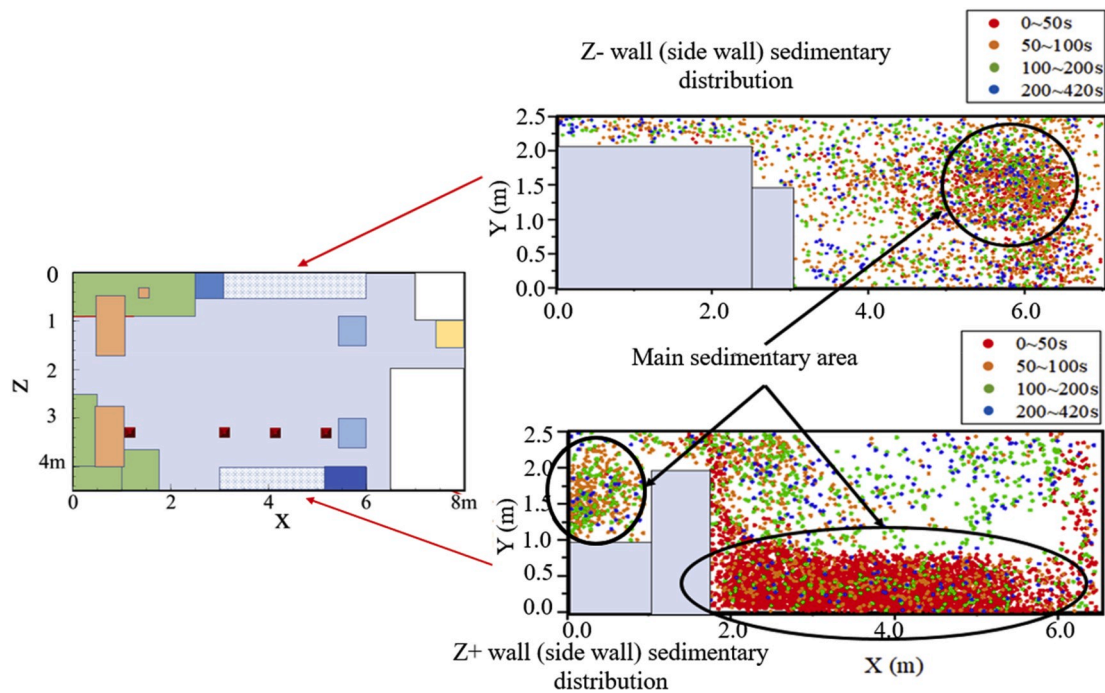 Z- wall (side wall) sedimentary
distribution
0~50s
50~100s
100~200s
200~420s
2.5
2.0
1.5
1.0
0.5
0.0
Y (m)
0.0 2.0 4.0 6.0
0
1
2
3
4m
Z
0 2 4 6 8m
X
Main sedimentary area
0~50s
50~100s
100~200s
200~420s
2.5
2.0
1.5
1.0
0.5
0.0
Y (m)
0.0 2.0 4.0 6.0
X (m)
Z+ wall (side wall) sedimentary
distribution